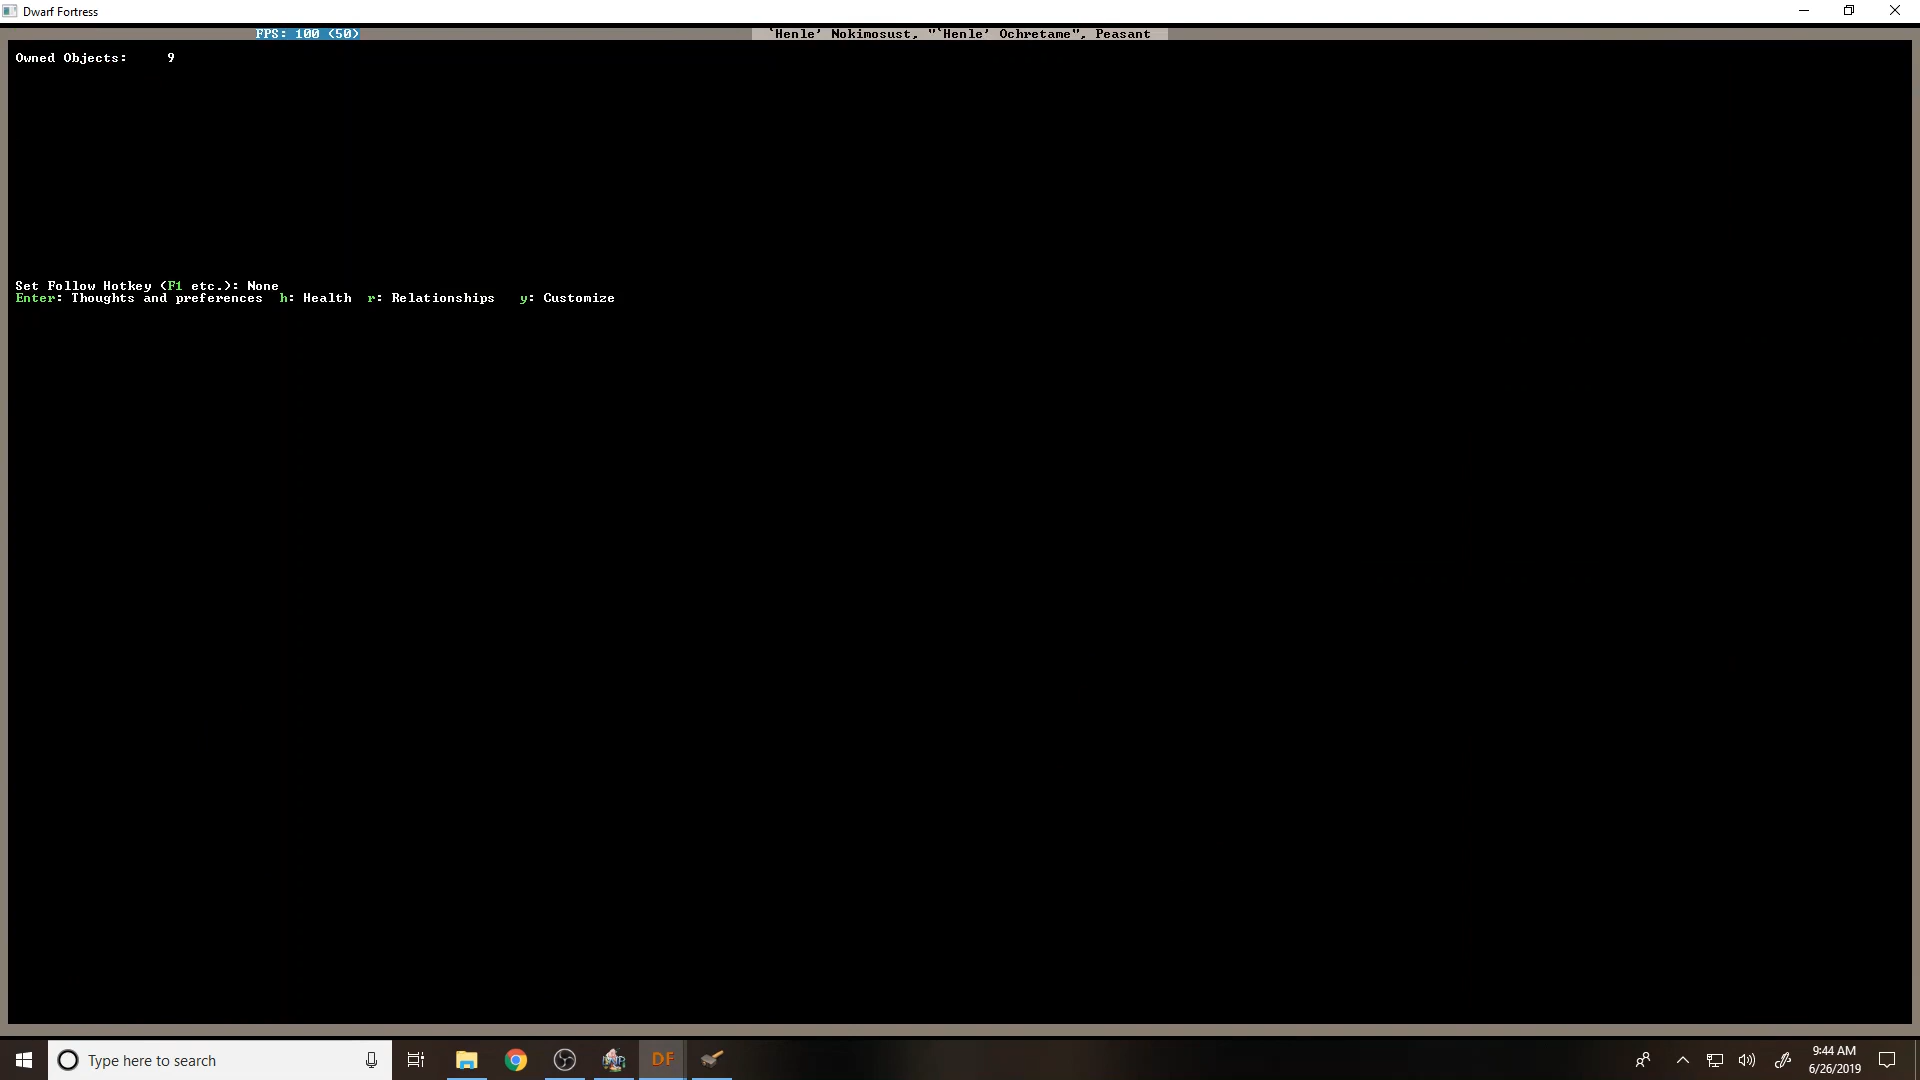 Dwarf Fortress
FPS: 100 (50)
`Henle' Nokimosust, "`Henle' Ochretame", Peasant
Owned Objects: 9
Set Follow Hotkey (F1 etc.): None
Enter: Thoughts and preferences h: Health r: Relationships y: Customize
Type here to search
DF
9:44 AM
6/26/2019